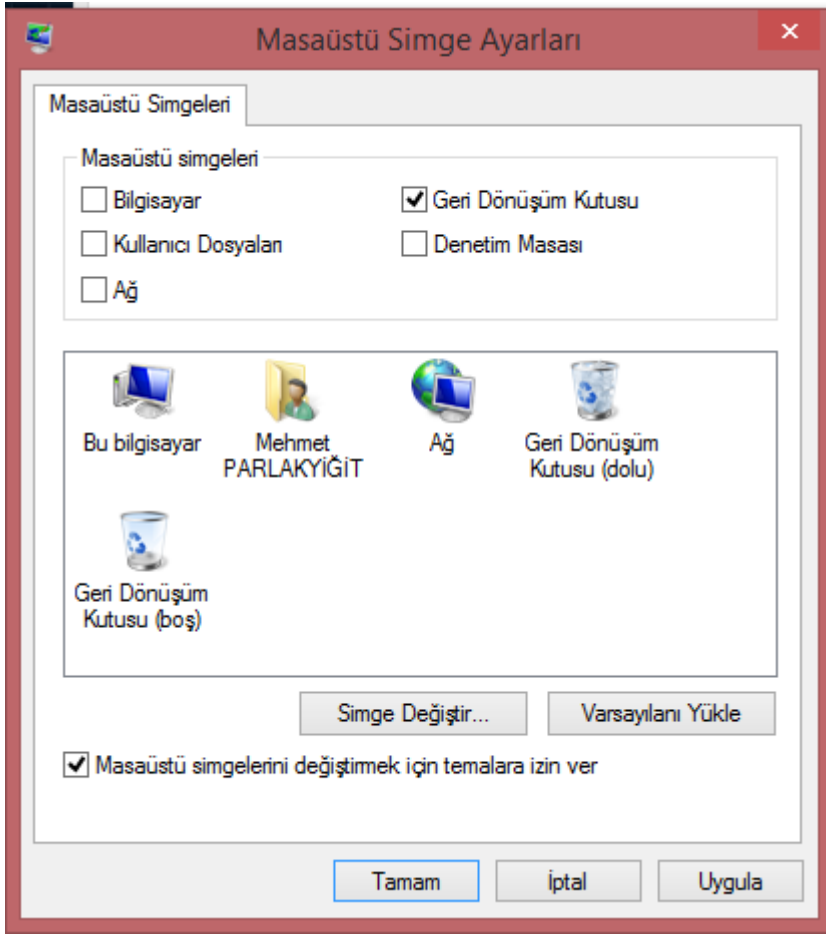 Masaüstü Simge Ayarları
Masaüstü Simgeleri
Masaüstü simgeleri
Bilgisayar
Geri Dönüşüm Kutusu
Kullanıcı Dosyaları
Denetim Masası
Ağ
Bu bilgisayar
Mehmet
PARLAKYİĞİT
Ağ
Geri Dönüşüm
Kutusu (dolu)
Geri Dönüşüm
Kutusu (boş)
Simge Değiştir...
Varsayılanı Yükle
Masaüstü simgelerini değiştirmek için temalara izin ver
Tamam
İptal
Uygula